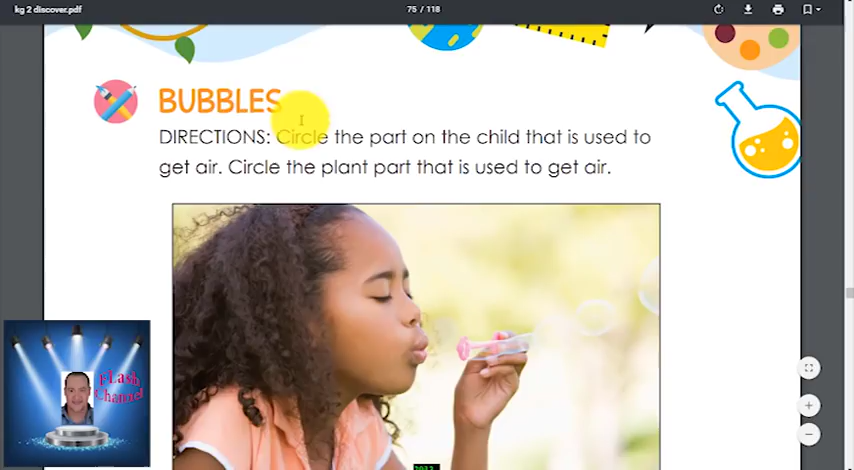 kg 2 discover.pdf
75 / 118
BUBBLES
DIRECTIONS: Circle the part on the child that is used to
get air. Circle the plant part that is used to get air.
FLash
Channel
2033